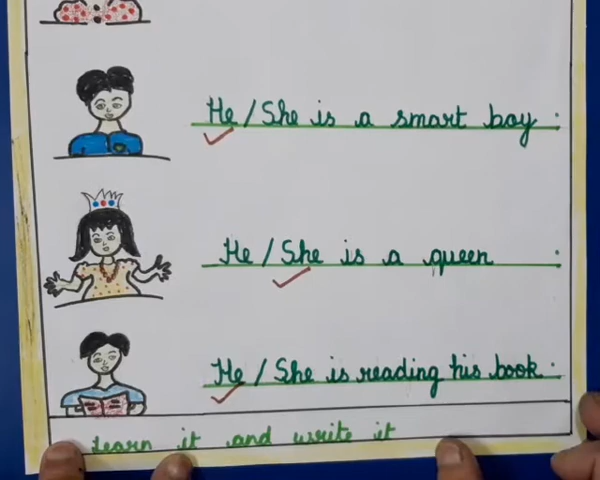 He / She is a smart boy.
He / She is a queen.
He / She is reading his book.
Learn it and write it